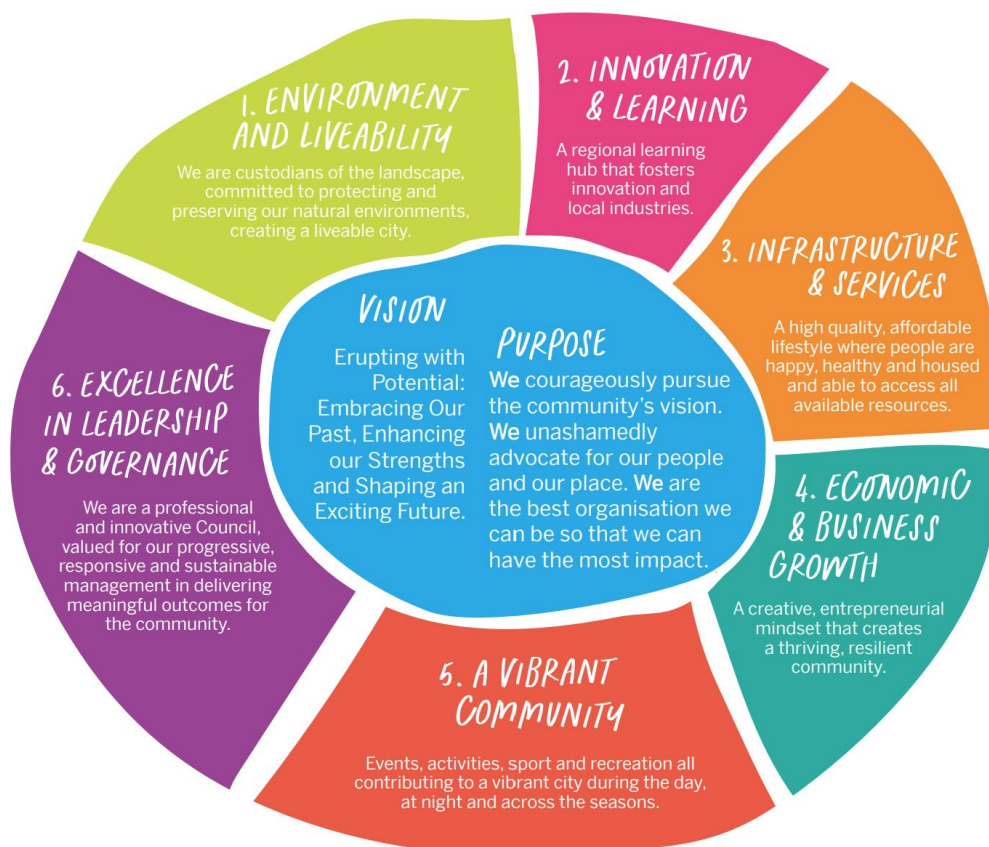 1. ENVIRONMENT
AND LIVEABILITY
We are custodians of the landscape,
committed to protecting and
preserving our natural environments,
creating a liveable city.
2. INNOVATION
& LEARNING
A regional learning
hub that fosters
innovation and
local industries.
3. INFRASTRUCTURE
& SERVICES
A high quality, affordable
lifestyle where people are
happy, healthy and housed
and able to access all
available resources.
4. ECONOMIC
& BUSINESS
GROWTH
A creative, entrepreneurial
mindset that creates
a thriving, resilient
community.
5. A VIBRANT
COMMUNITY
Events, activities, sport and recreation all
contributing to a vibrant city during the day,
at night and across the seasons.
6. EXCELLENCE
IN LEADERSHIP
& GOVERNANCE
We are a professional
and innovative Council,
valued for our progressive,
responsive and sustainable
management in delivering
meaningful outcomes for
the community.
VISION
Erupting with
Potential:
Embracing Our
Past, Enhancing
our Strengths
and Shaping an
Exciting Future.
PURPOSE
We courageously pursue
the community's vision.
We unashamedly
advocate for our people
and our place. We are
the best organisation we
can be so that we can
have the most impact.